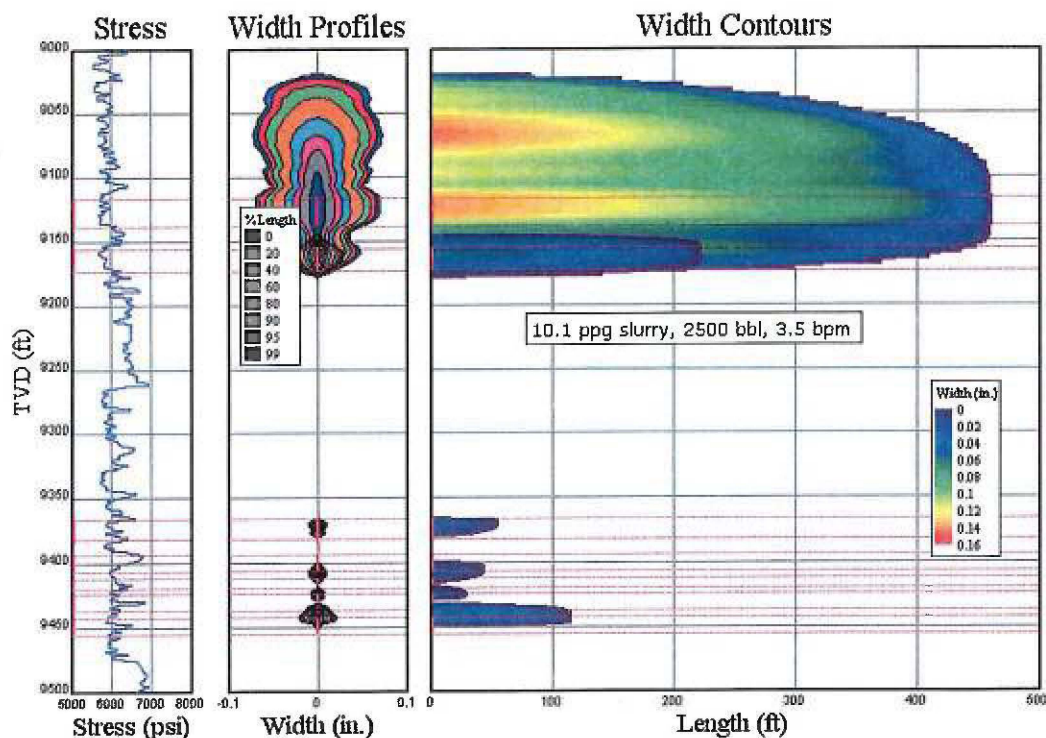 Stress
Width Profiles
Width Contours
TVD (ft)
9000
9050
9100
9150
9200
9250
9300
9350
9400
9450
9500
5000 6000 7000 8000
Stress (psi)
% Length
0
20
40
60
80
90
95
99
-0.1 0 0.1
Width (in.)
10.1 ppg slurry, 2500 bbl, 3.5 bpm
Width (in.)
0
0.02
0.04
0.06
0.08
0.1
0.12
0.14
0.16
0 100 200 300 400 500
Length (ft)